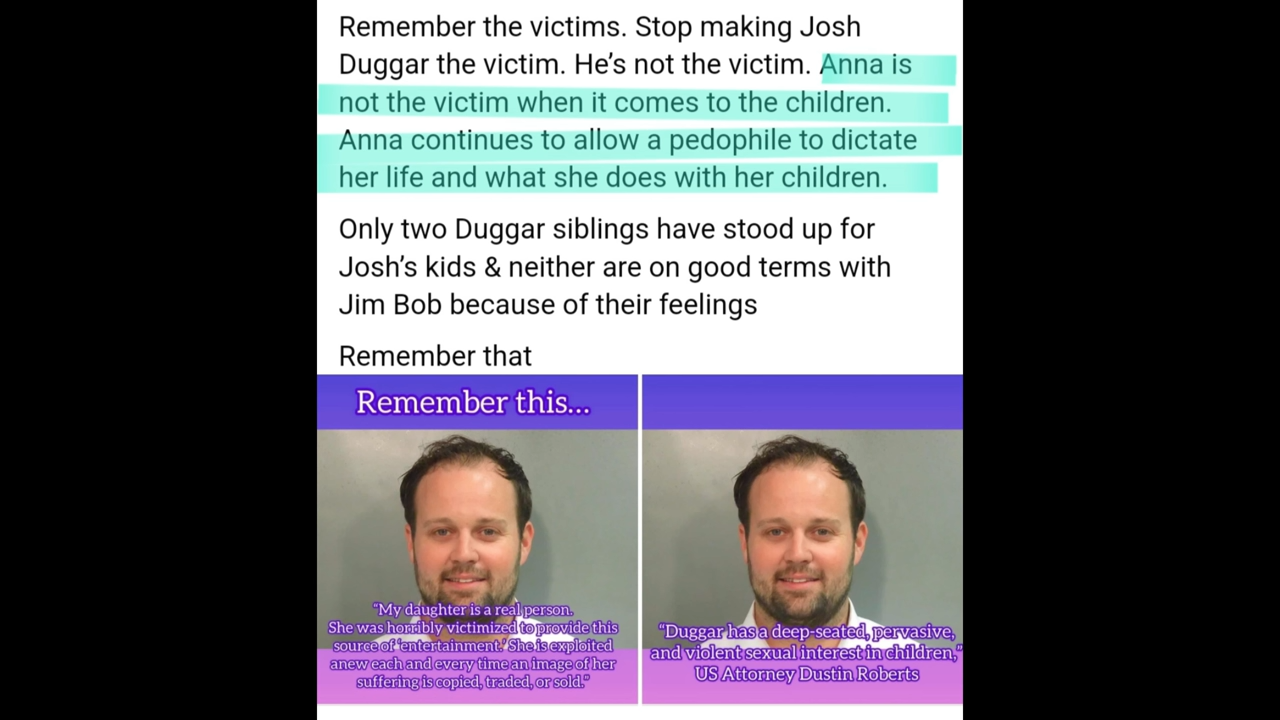 Remember the victims. Stop making Josh
Duggar the victim. He’s not the victim. Anna is
not the victim when it comes to the children.
Anna continues to allow a pedophile to dictate
her life and what she does with her children.
Only two Duggar siblings have stood up for
Josh’s kids & neither are on good terms with
Jim Bob because of their feelings
Remember that
Remember this...
"My daughter is a real person.
She was horribly victimized to provide this
source of 'entertainment.' She is exploited
anew each and every time an image of her
suffering is copied, traded, or sold."
"Duggar has a deep-seated, pervasive,
and violent sexual interest in children,"
US Attorney Dustin Roberts